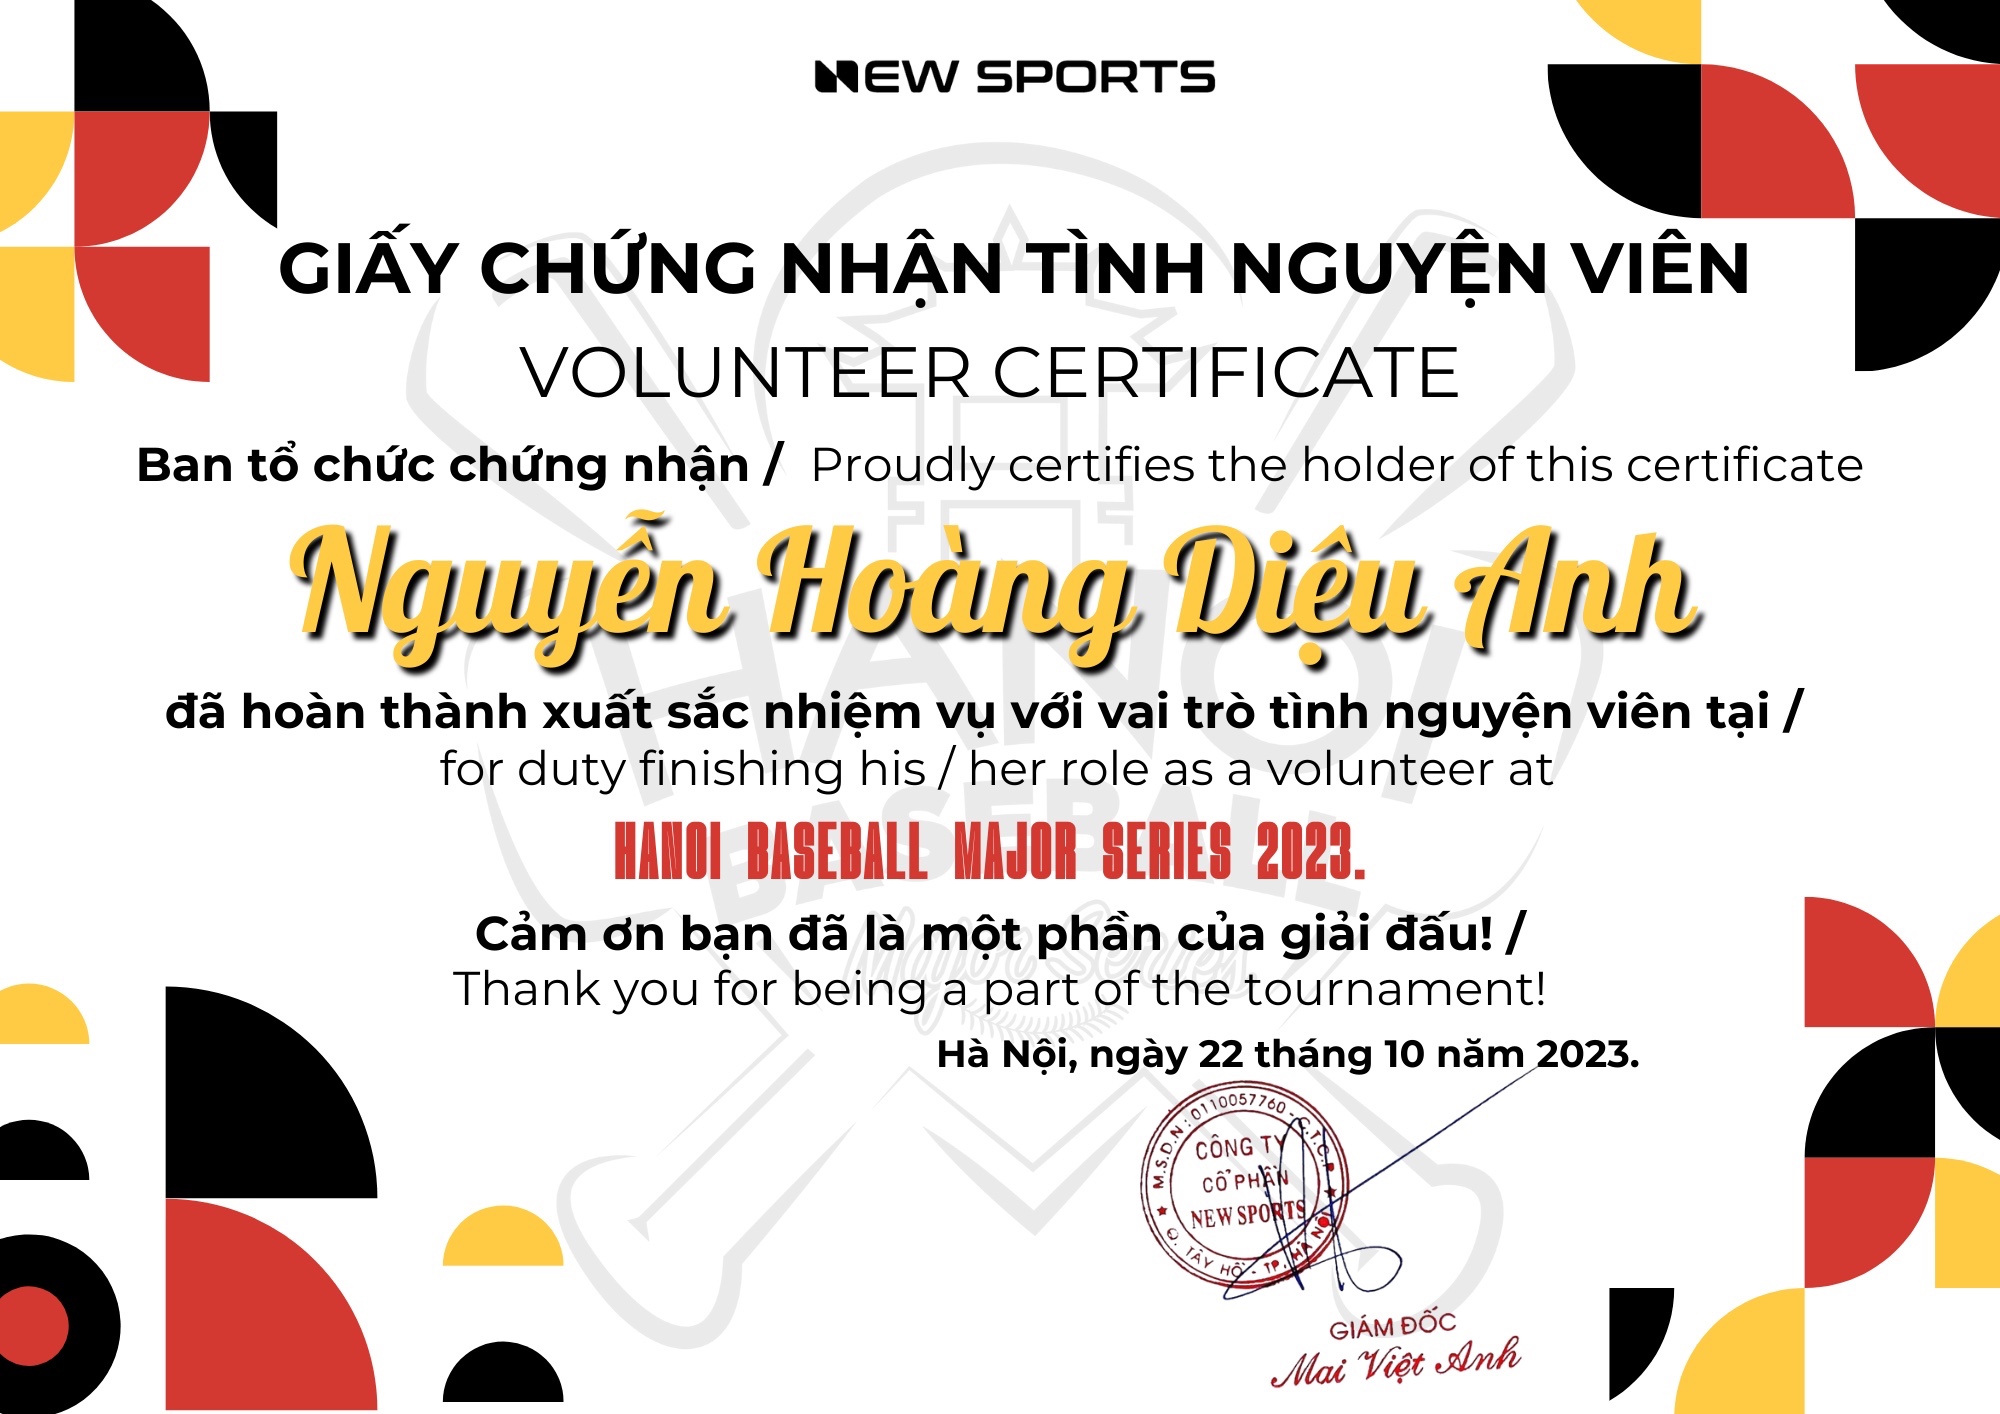 NEW SPORTS
GIẤY CHỨNG NHẬN TÌNH NGUYỆN VIÊN
VOLUNTEER CERTIFICATE
Ban tổ chức chứng nhận / Proudly certifies the holder of this certificate
Nguyễn Hoàng Diệu Anh
đã hoàn thành xuất sắc nhiệm vụ với vai trò tình nguyện viên tại /
for duty finishing his / her role as a volunteer at
HANOI BASEBALL MAJOR SERIES 2023.
Cảm ơn bạn đã là một phần của giải đấu! /
Thank you for being a part of the tournament!
Hà Nội, ngày 22 tháng 10 năm 2023.
M.S.D.N: 0110057760 - C.T.C.P
CÔNG TY
CỔ PHẦN
NEW SPORTS
Q. TÂY HỒ - TP. HÀ NỘI
GIÁM ĐỐC
Mai Việt Anh
HANOI
BASEBALL
Major Series